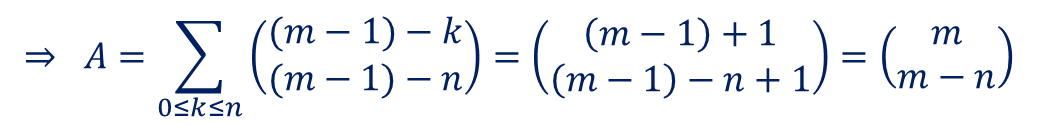 ⇒ A = ∑_{0≤k≤n} \binom{(m − 1) − k}{(m − 1) − n} = \binom{(m − 1) + 1}{(m − 1) − n + 1} = \binom{m}{m − n}